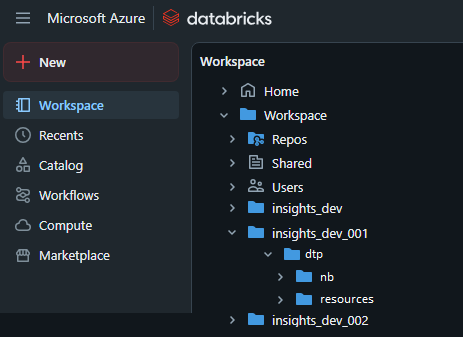 Microsoft Azure databricks
New
Workspace
Recents
Catalog
Workflows
Compute
Marketplace
Workspace
Home
Workspace
Repos
Shared
Users
insights_dev
insights_dev_001
dtp
nb
resources
insights_dev_002